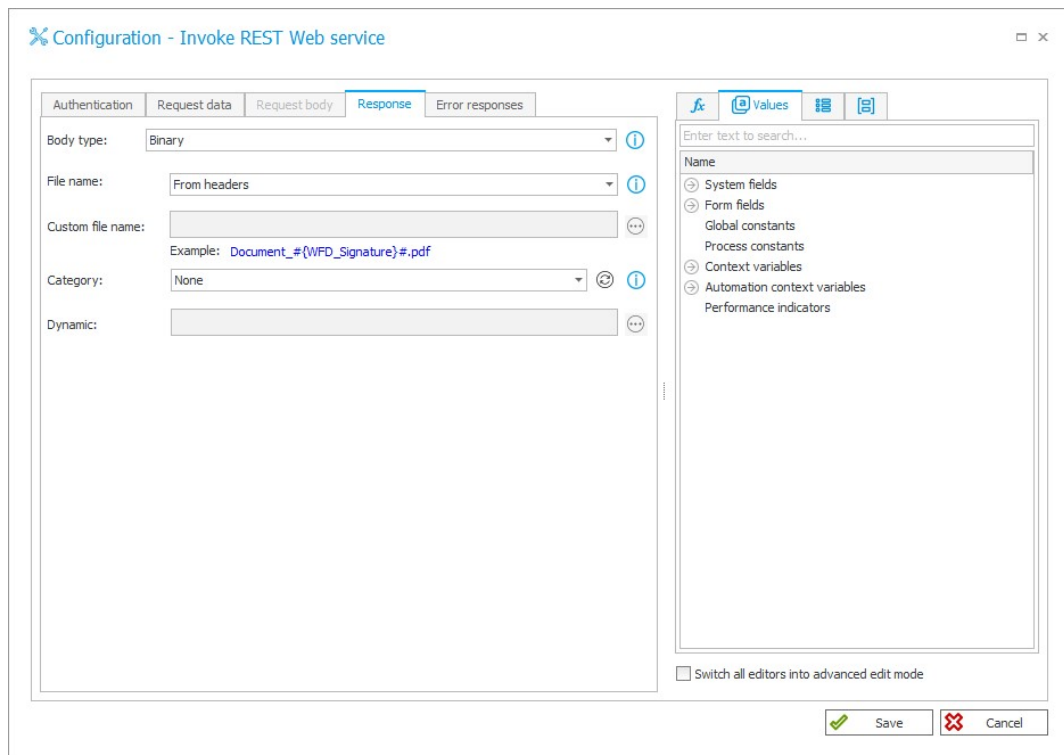 Configuration - Invoke REST Web service
Authentication
Request data
Request body
Response
Error responses
Body type:
Binary
File name:
From headers
Custom file name:
Example: Document_#{WFD_Signature}#.pdf
Category:
None
Dynamic:
fx
Values
Enter text to search...
Name
System fields
Form fields
Global constants
Process constants
Context variables
Automation context variables
Performance indicators
Switch all editors into advanced edit mode
Save
Cancel